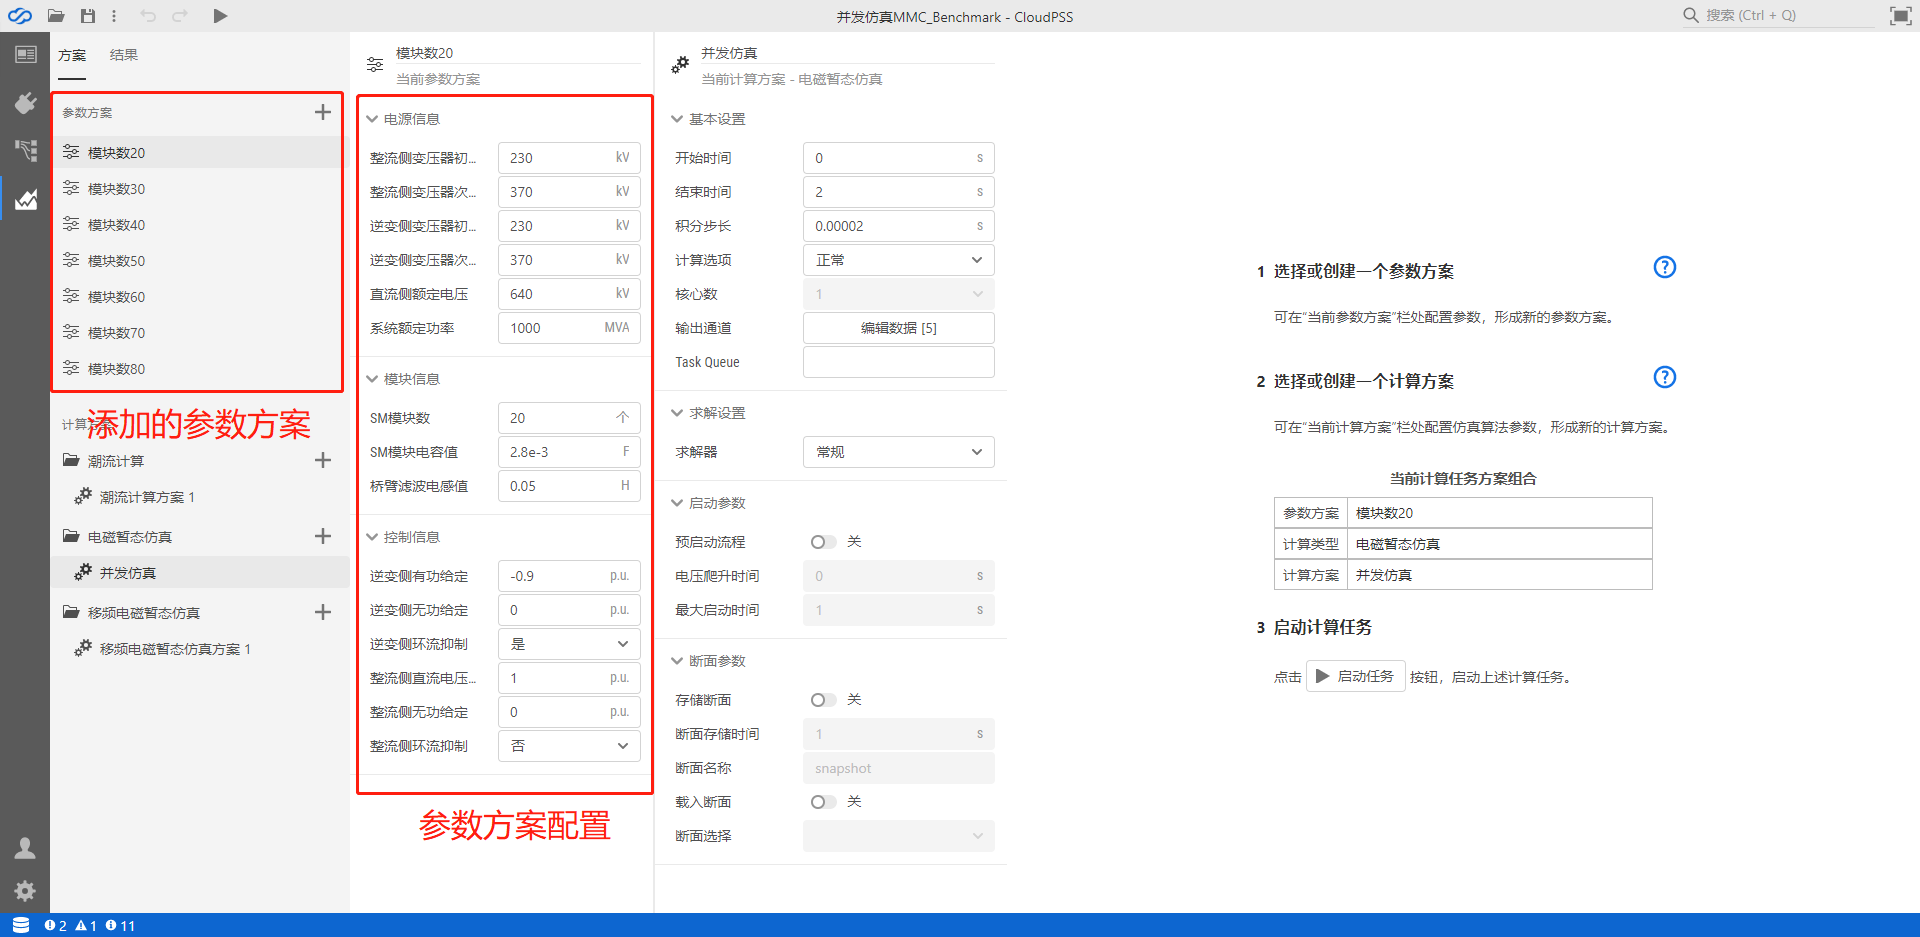 并发仿真MMC_Benchmark - CloudPSS
搜索 (Ctrl + Q)
方案
结果
参数方案
模块数20
模块数30
模块数40
模块数50
模块数60
模块数70
模块数80
添加的参数方案
计算方
潮流计算
潮流计算方案 1
电磁暂态仿真
并发仿真
移频电磁暂态仿真
移频电磁暂态仿真方案 1
模块数20
当前参数方案
电源信息
整流侧变压器初... 230 kV
整流侧变压器次... 370 kV
逆变侧变压器初... 230 kV
逆变侧变压器次... 370 kV
直流侧额定电压 640 kV
系统额定功率 1000 MVA
模块信息
SM模块数 20 个
SM模块电容值 2.8e-3 F
桥臂滤波电感值 0.05 H
控制信息
逆变侧有功给定 -0.9 p.u.
逆变侧无功给定 0 p.u.
逆变侧环流抑制 是
整流侧直流电压... 1 p.u.
整流侧无功给定 0 p.u.
整流侧环流抑制 否
参数方案配置
并发仿真
当前计算方案 - 电磁暂态仿真
基本设置
开始时间 0 s
结束时间 2 s
积分步长 0.00002 s
计算选项 正常
核心数 1
输出通道 编辑数据 [5]
Task Queue
求解设置
求解器 常规
启动参数
预启动流程 关
电压爬升时间 0 s
最大启动时间 1 s
断面参数
存储断面 关
断面存储时间 1 s
断面名称 snapshot
载入断面 关
断面选择
1 选择或创建一个参数方案
可在“当前参数方案”栏处配置参数，形成新的参数方案。
2 选择或创建一个计算方案
可在“当前计算方案”栏处配置仿真算法参数，形成新的计算方案。
当前计算任务方案组合
参数方案 模块数20
计算类型 电磁暂态仿真
计算方案 并发仿真
3 启动计算任务
点击 启动任务 按钮，启动上述计算任务。
2 1 11